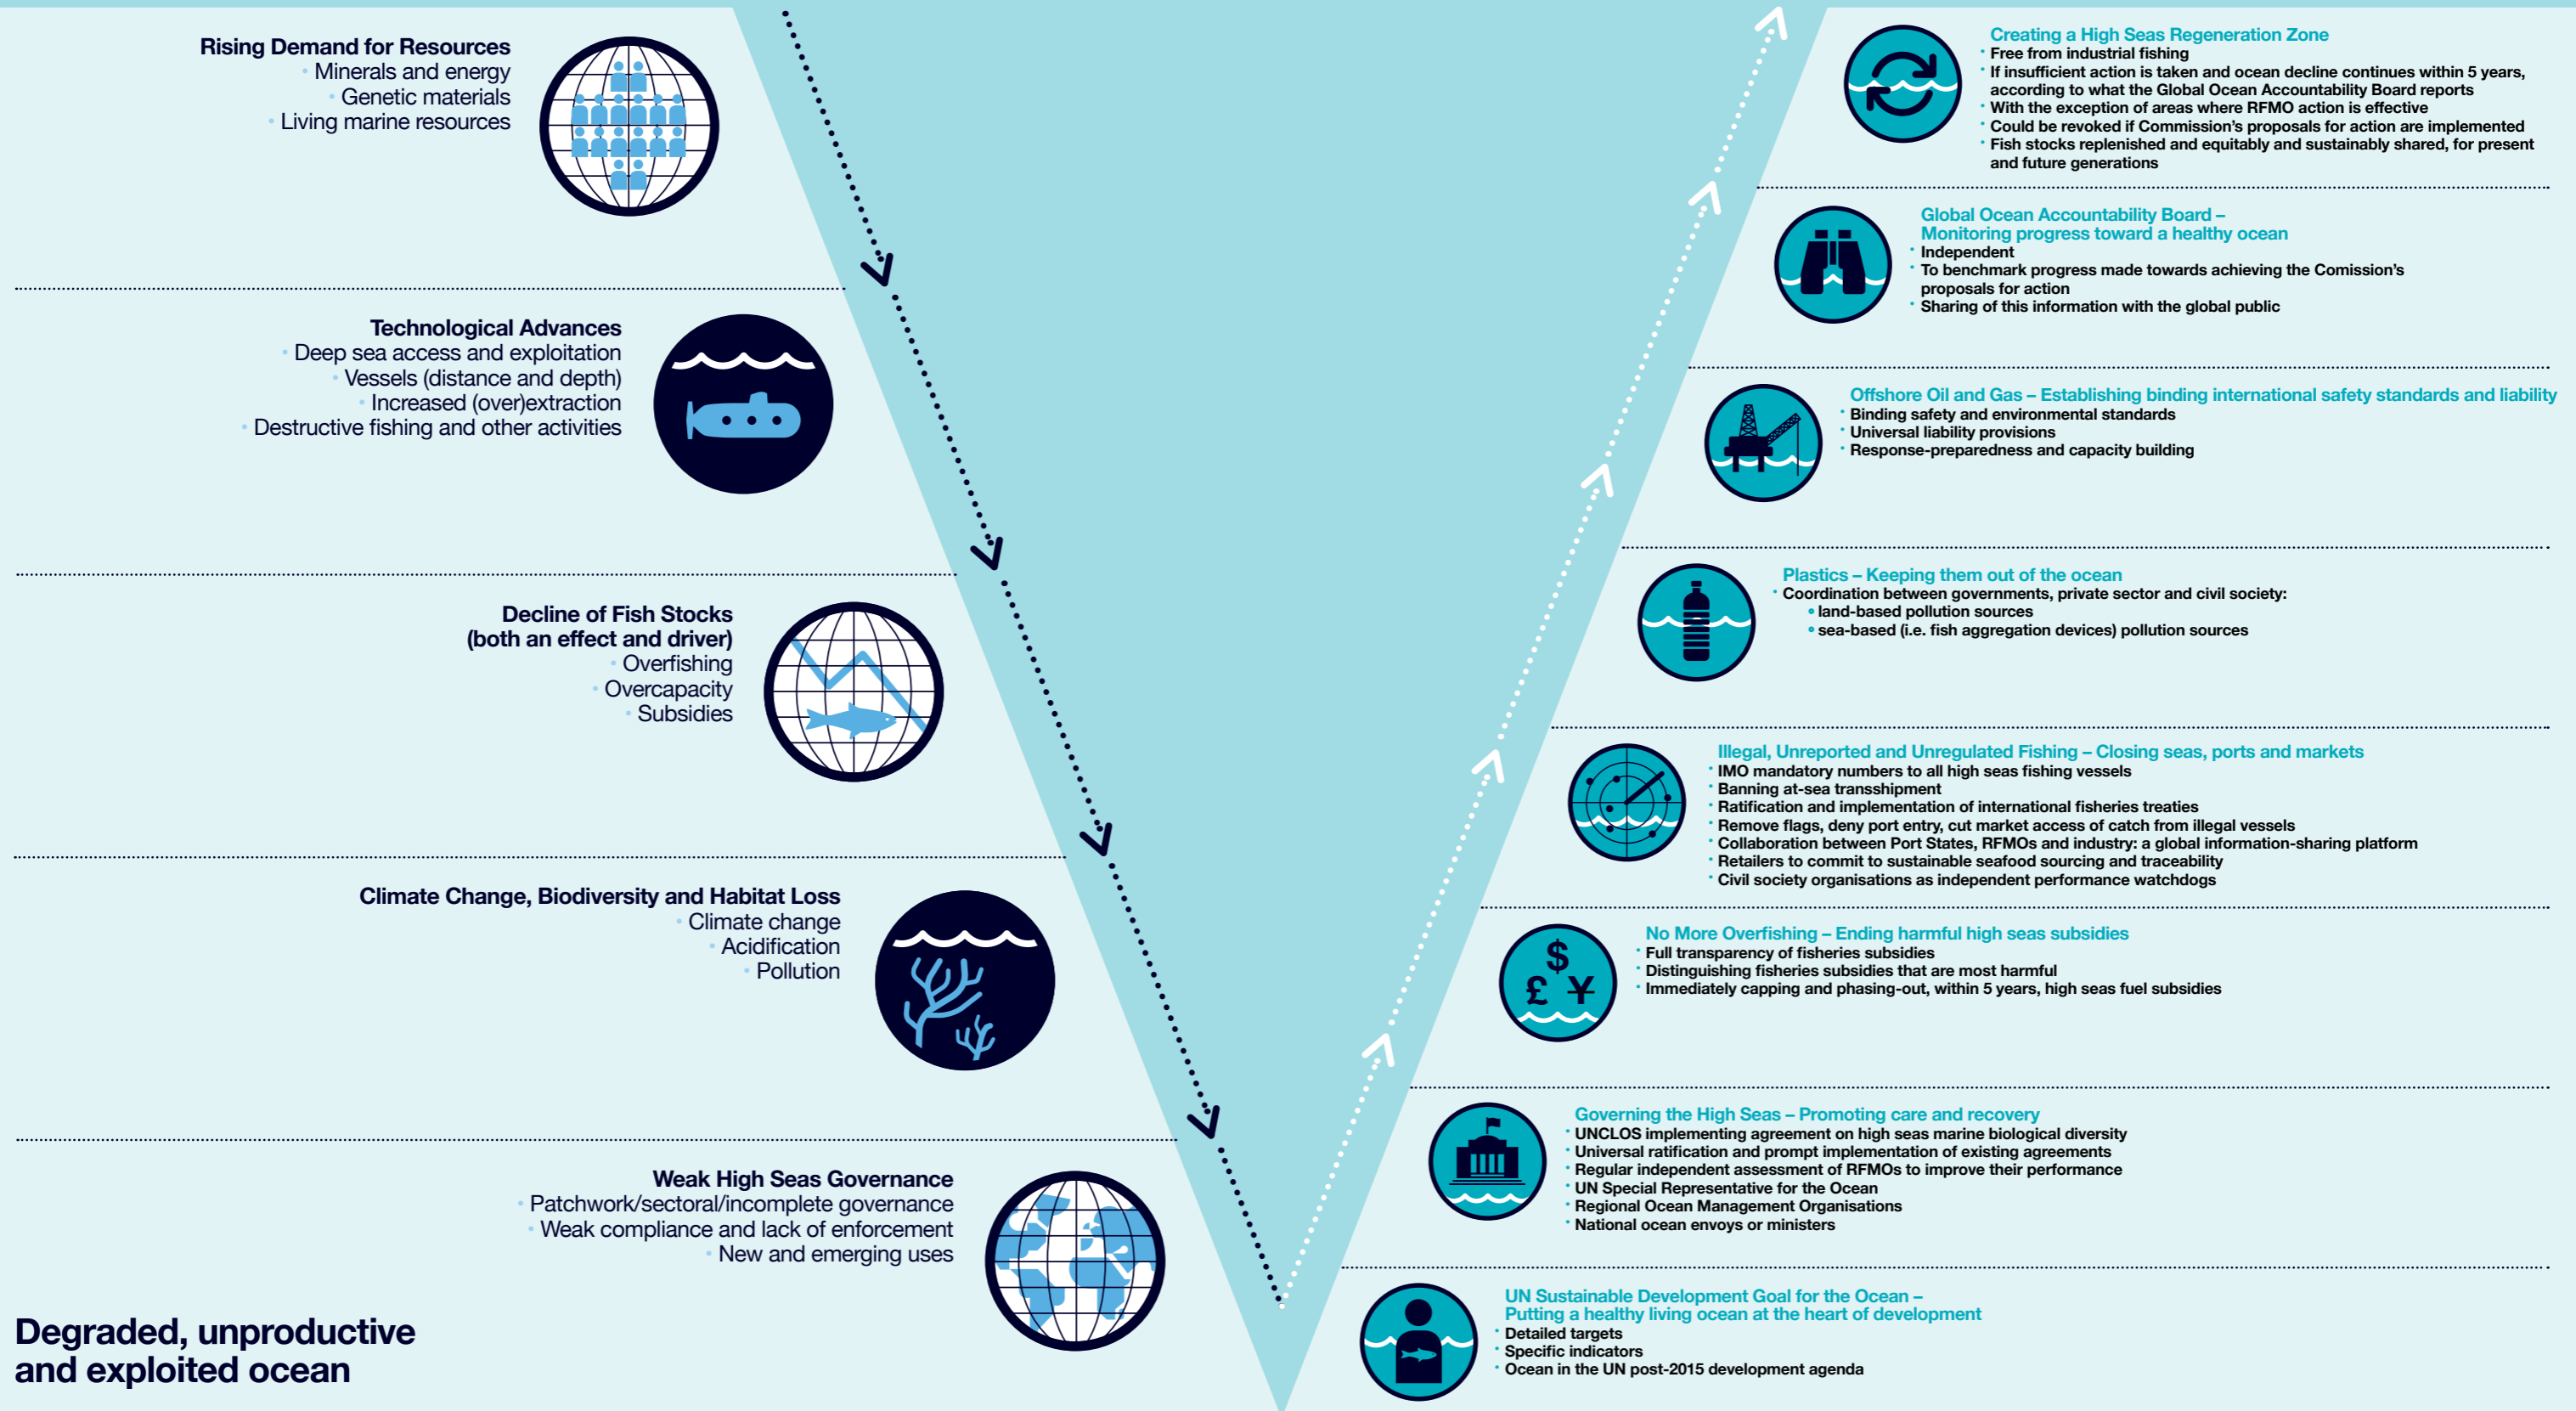 Rising Demand for Resources
• Minerals and energy
• Genetic materials
• Living marine resources
Technological Advances
• Deep sea access and exploitation
• Vessels (distance and depth)
• Increased (over)extraction
• Destructive fishing and other activities
Decline of Fish Stocks
(both an effect and driver)
• Overfishing
• Overcapacity
• Subsidies
Climate Change, Biodiversity and Habitat Loss
• Climate change
• Acidification
• Pollution
Weak High Seas Governance
• Patchwork/sectoral/incomplete governance
• Weak compliance and lack of enforcement
• New and emerging uses
Degraded, unproductive
and exploited ocean
Creating a High Seas Regeneration Zone
• Free from industrial fishing
• If insufficient action is taken and ocean decline continues within 5 years,
according to what the Global Ocean Accountability Board reports
• With the exception of areas where RFMO action is effective
• Could be revoked if Commission's proposals for action are implemented
• Fish stocks replenished and equitably and sustainably shared, for present
and future generations
Global Ocean Accountability Board –
Monitoring progress toward a healthy ocean
• Independent
• To benchmark progress made towards achieving the Comission's
proposals for action
• Sharing of this information with the global public
Offshore Oil and Gas – Establishing binding international safety standards and liability
• Binding safety and environmental standards
• Universal liability provisions
• Response-preparedness and capacity building
Plastics – Keeping them out of the ocean
• Coordination between governments, private sector and civil society:
• land-based pollution sources
• sea-based (i.e. fish aggregation devices) pollution sources
Illegal, Unreported and Unregulated Fishing – Closing seas, ports and markets
• IMO mandatory numbers to all high seas fishing vessels
• Banning at-sea transshipment
• Ratification and implementation of international fisheries treaties
• Remove flags, deny port entry, cut market access of catch from illegal vessels
• Collaboration between Port States, RFMOs and industry: a global information-sharing platform
• Retailers to commit to sustainable seafood sourcing and traceability
• Civil society organisations as independent performance watchdogs
$
£ ¥
No More Overfishing – Ending harmful high seas subsidies
• Full transparency of fisheries subsidies
• Distinguishing fisheries subsidies that are most harmful
• Immediately capping and phasing-out, within 5 years, high seas fuel subsidies
Governing the High Seas – Promoting care and recovery
• UNCLOS implementing agreement on high seas marine biological diversity
• Universal ratification and prompt implementation of existing agreements
• Regular independent assessment of RFMOs to improve their performance
• UN Special Representative for the Ocean
• Regional Ocean Management Organisations
• National ocean envoys or ministers
UN Sustainable Development Goal for the Ocean –
Putting a healthy living ocean at the heart of development
• Detailed targets
• Specific indicators
• Ocean in the UN post-2015 development agenda